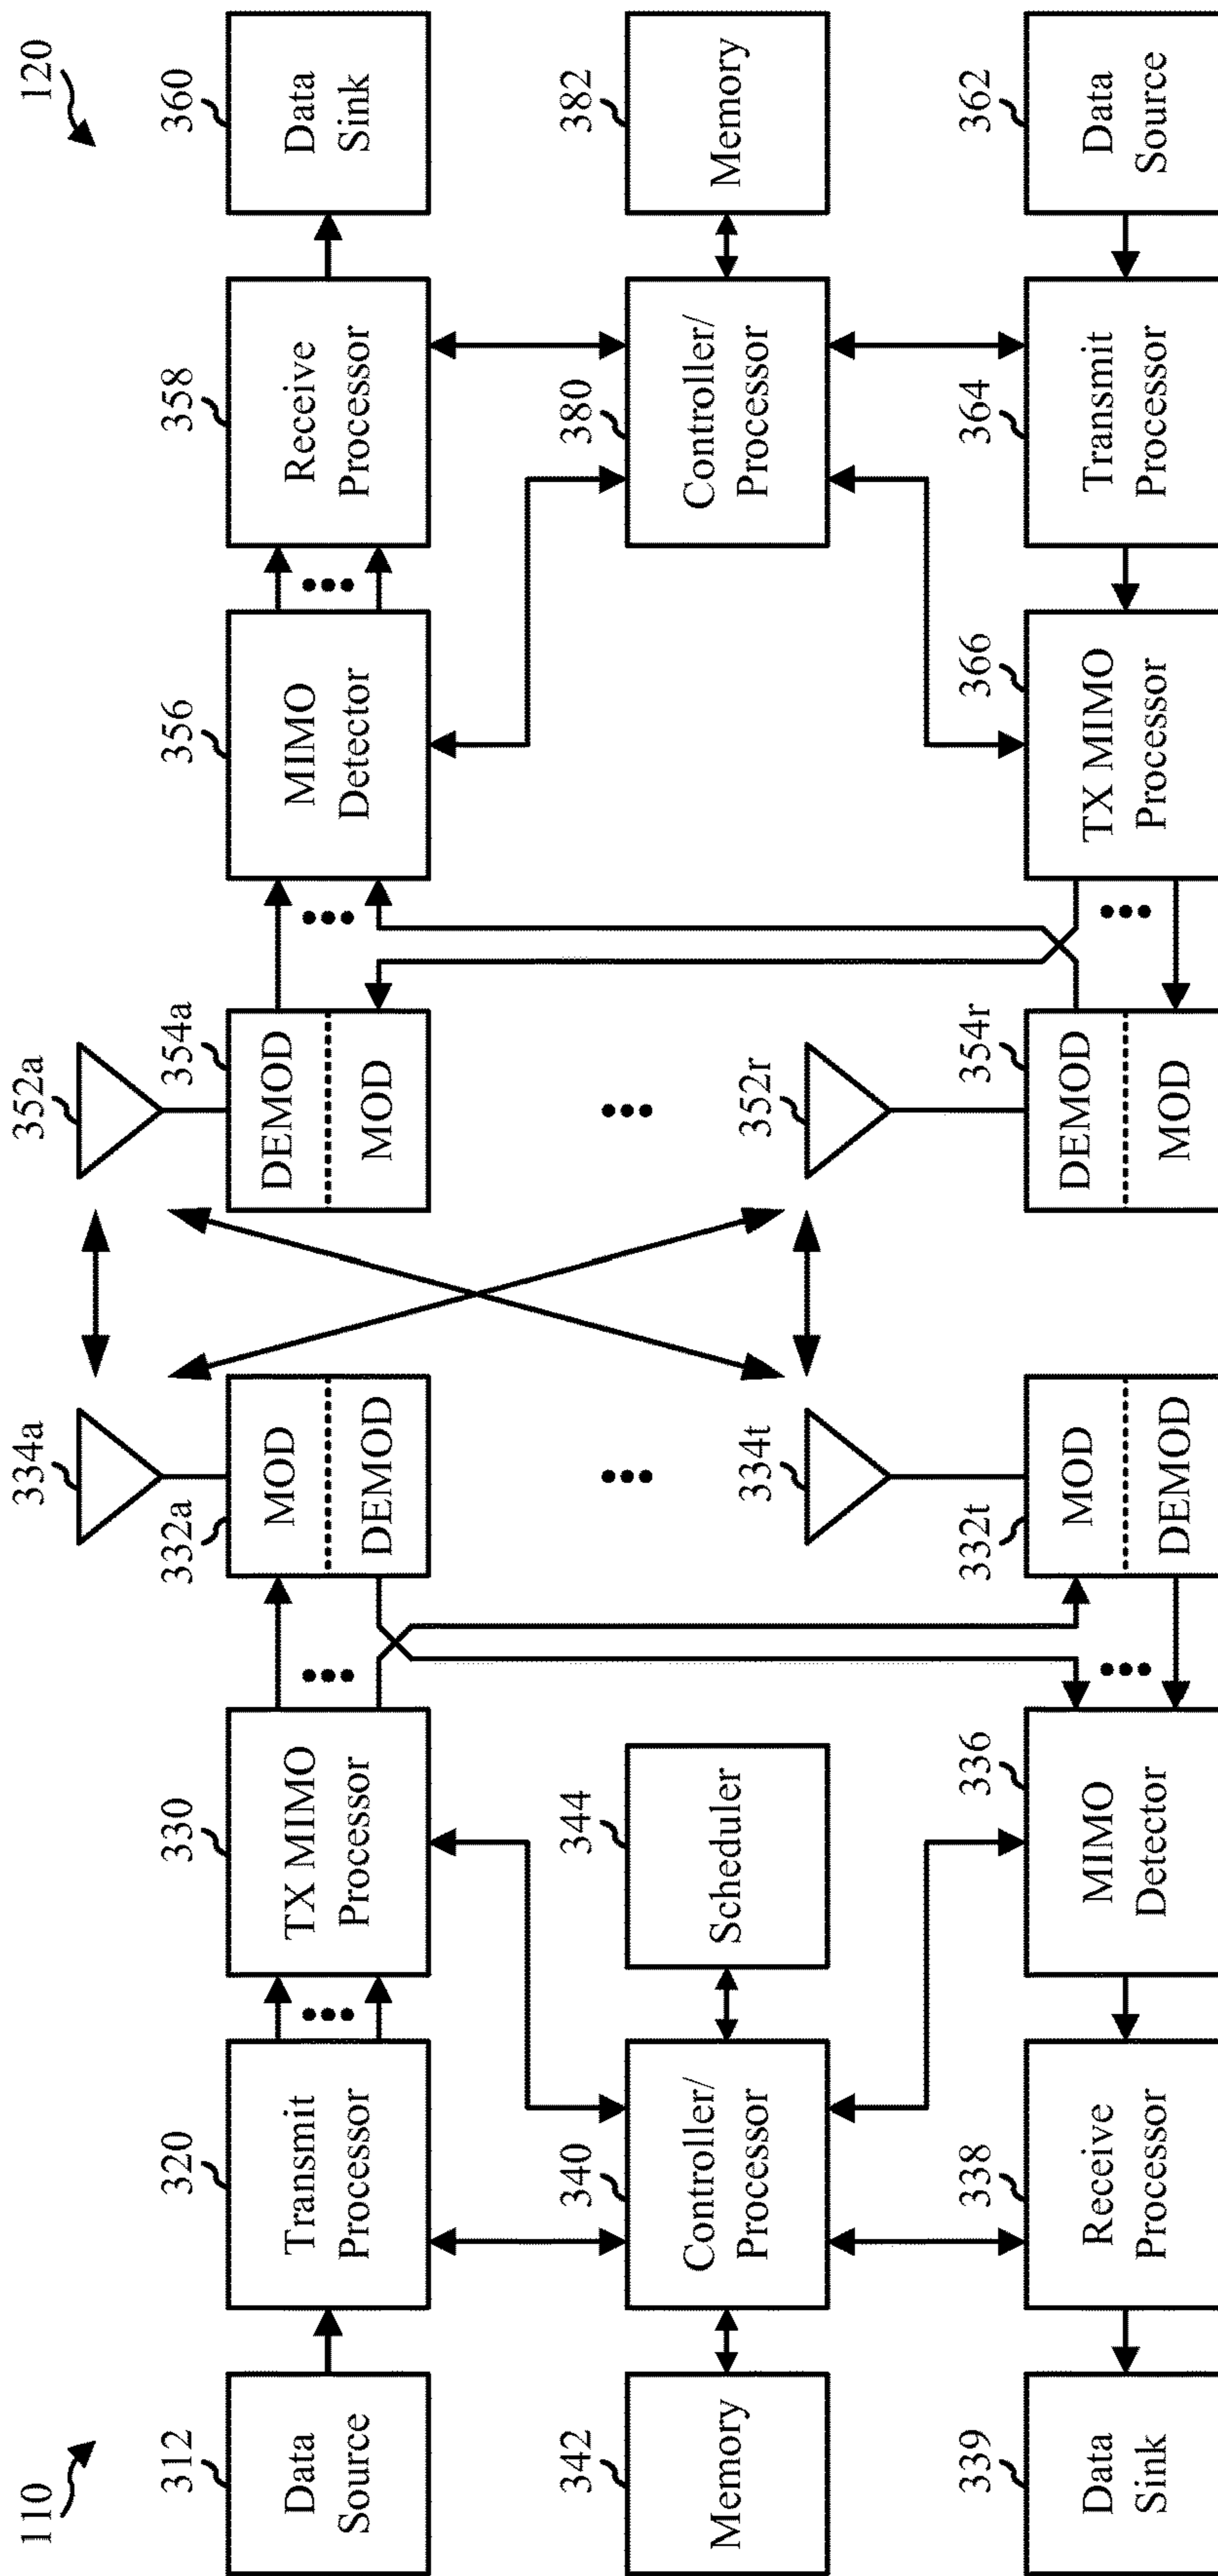 110
120
334a
352a
312
320
330
332a
354a
356
358
360
Data
Source
Transmit
Processor
TX MIMO
Processor
MOD
DEMOD
DEMOD
MOD
MIMO
Detector
Receive
Processor
Data
Sink
342
340
344
334t
352r
380
382
Memory
Controller/
Processor
Scheduler
Controller/
Processor
Memory
339
338
336
332t
354r
366
364
362
Data
Sink
Receive
Processor
MIMO
Detector
MOD
DEMOD
DEMOD
MOD
TX MIMO
Processor
Transmit
Processor
Data
Source